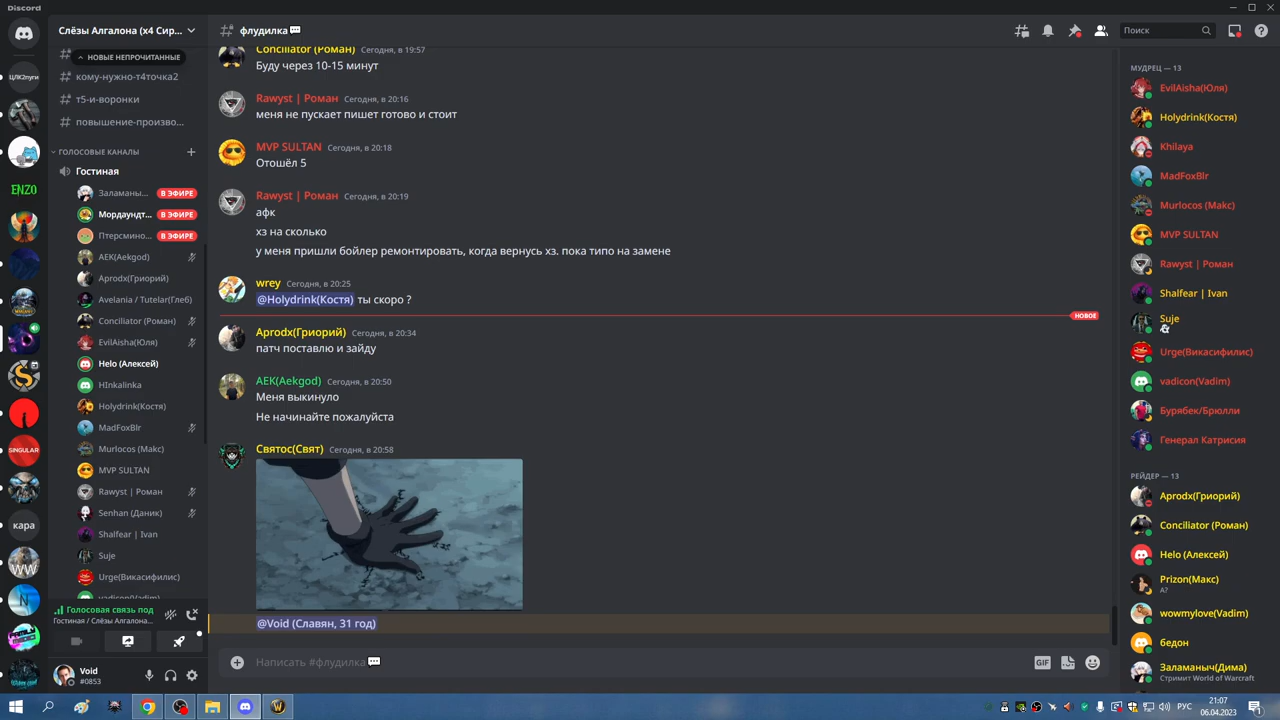 Discord
Слёзы Алгалона (x4 Сир...
НОВЫЕ НЕПРОЧИТАННЫЕ
кому-нужно-т4точка2
т5-и-воронки
повышение-произво...
ГОЛОСОВЫЕ КАНАЛЫ
Гостиная
Заламаны... В ЭФИРЕ
Мордаундт... В ЭФИРЕ
Птерсмино... В ЭФИРЕ
AEK(Aekgod)
Aprodx(Гриорий)
Avelania / Tutelar(Глеб)
Conciliator (Роман)
EvilAisha(Юля)
Helo (Алексей)
HInkalinka
Holydrink(Костя)
MadFoxBlr
Murlocos (Макс)
MVP SULTAN
Rawyst | Роман
Senhan (Даник)
Shalfear | Ivan
Suje
Urge(Викасифилис)
vadicon(Vadim)
Голосовая связь под
Гостиная / Слёзы Алгалона...
Void
#0853
ЦЛК2пуги
ENZO
SINGULAR
кара
WW
флудилка
Поиск
Conciliator (Роман) Сегодня, в 19:57
Буду через 10-15 минут
Rawyst | Роман Сегодня, в 20:16
меня не пускает пишет готово и стоит
MVP SULTAN Сегодня, в 20:18
Отошёл 5
Rawyst | Роман Сегодня, в 20:19
афк
хз на сколько
у меня пришли бойлер ремонтировать, когда вернусь хз. пока типо на замене
wrey Сегодня, в 20:25
@Holydrink(Костя) ты скоро ?
НОВОЕ
Aprodx(Гриорий) Сегодня, в 20:34
патч поставлю и зайду
AEK(Aekgod) Сегодня, в 20:50
Меня выкинуло
Не начинайте пожалуйста
Святос(Свят) Сегодня, в 20:58
@Void (Славян, 31 год)
Написать #флудилка
GIF
МУДРЕЦ — 13
EvilAisha(Юля)
Holydrink(Костя)
Khilaya
MadFoxBlr
Murlocos (Макс)
MVP SULTAN
Rawyst | Роман
Shalfear | Ivan
Suje
Urge(Викасифилис)
vadicon(Vadim)
Бурябек/Брюлли
Генерал Катрисия
РЕЙДЕР — 13
Aprodx(Гриорий)
Conciliator (Роман)
Helo (Алексей)
Prizon(Макс)
А?
wowmylove(Vadim)
бедон
Заламаныч(Дима)
Стримит World of Warcraft
РУС
21:07
06.04.2023
1